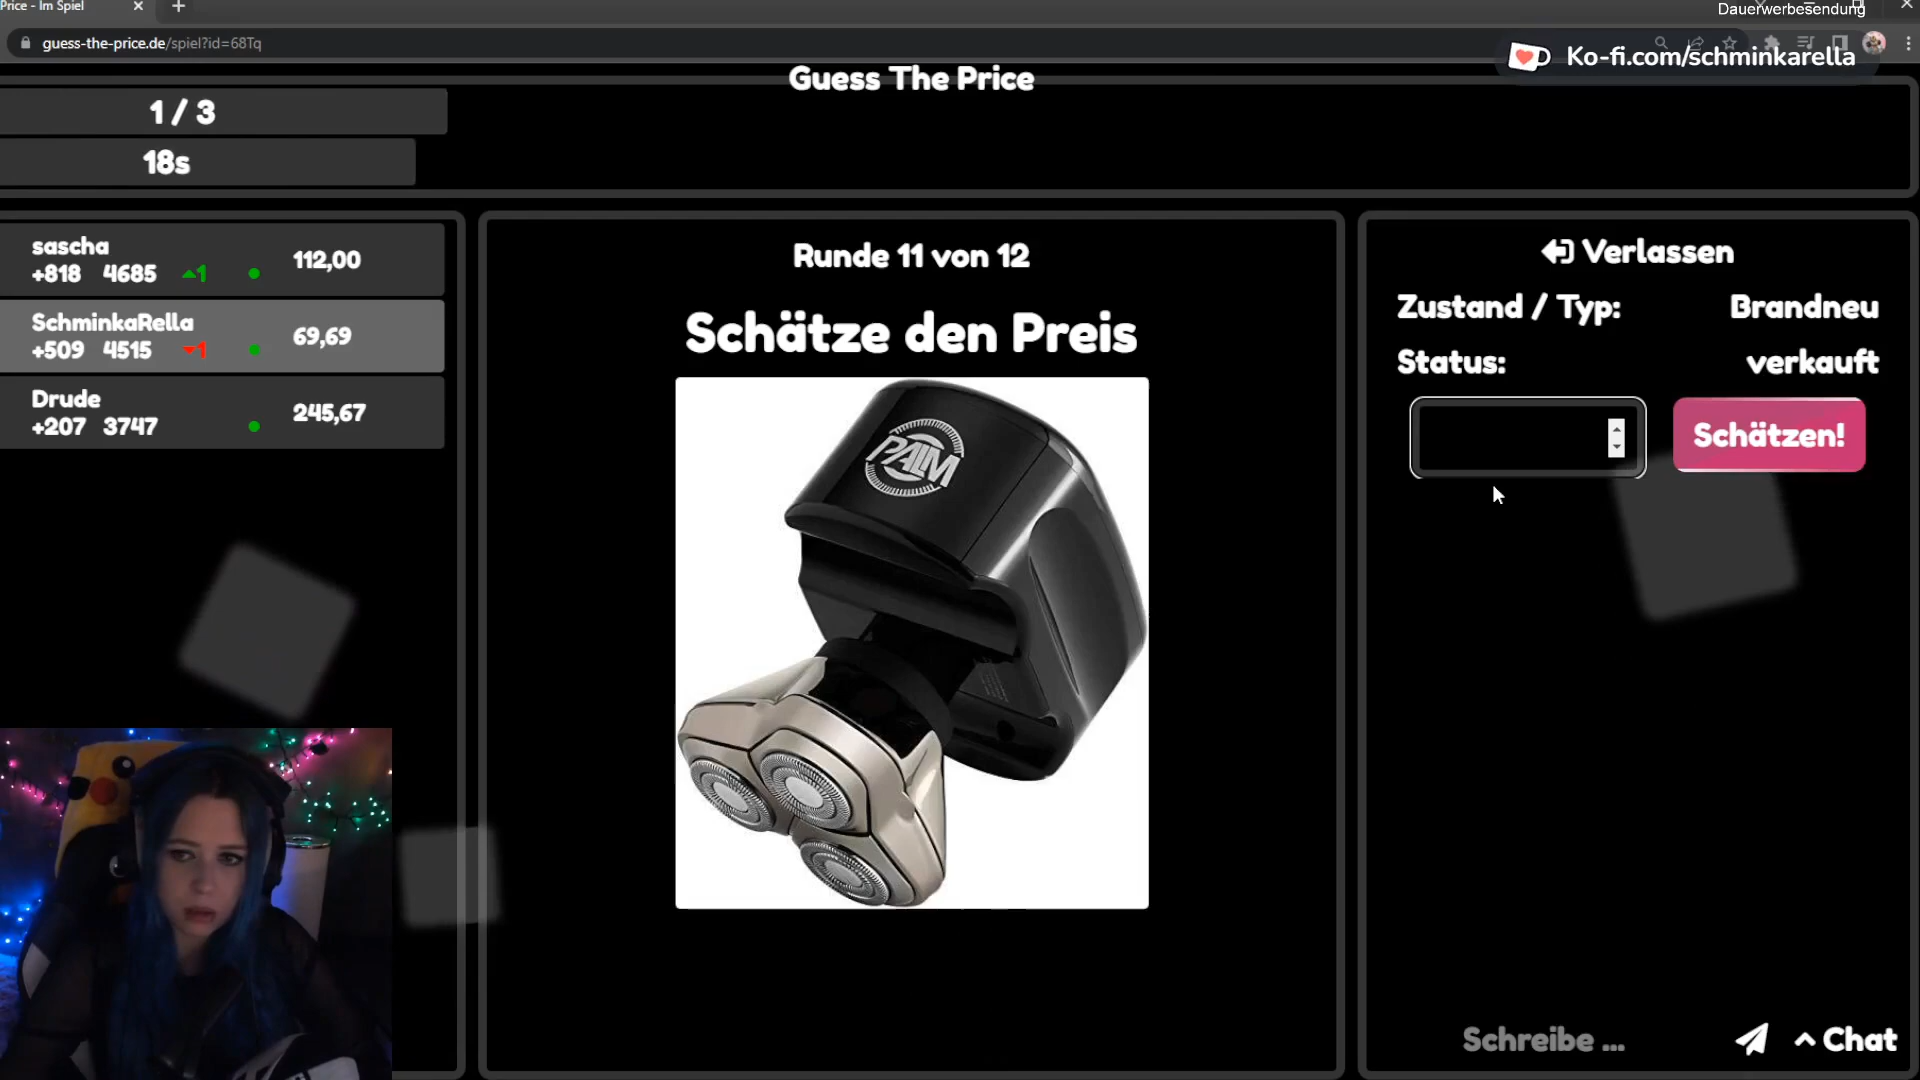 Price - Im Spiel
Dauerwerbesendung
guess-the-price.de/spiel?id=68Tq
Ko-fi.com/schminkarella
Guess The Price
1 / 3
18s
sascha
+818 4685 1
112,00
SchminkaRella
+509 4515 1
69,69
Drude
+207 3747
245,67
Runde 11 von 12
Schätze den Preis
PALM
Verlassen
Zustand / Typ: Brandneu
Status: verkauft
Schätzen!
Schreibe ...
Chat